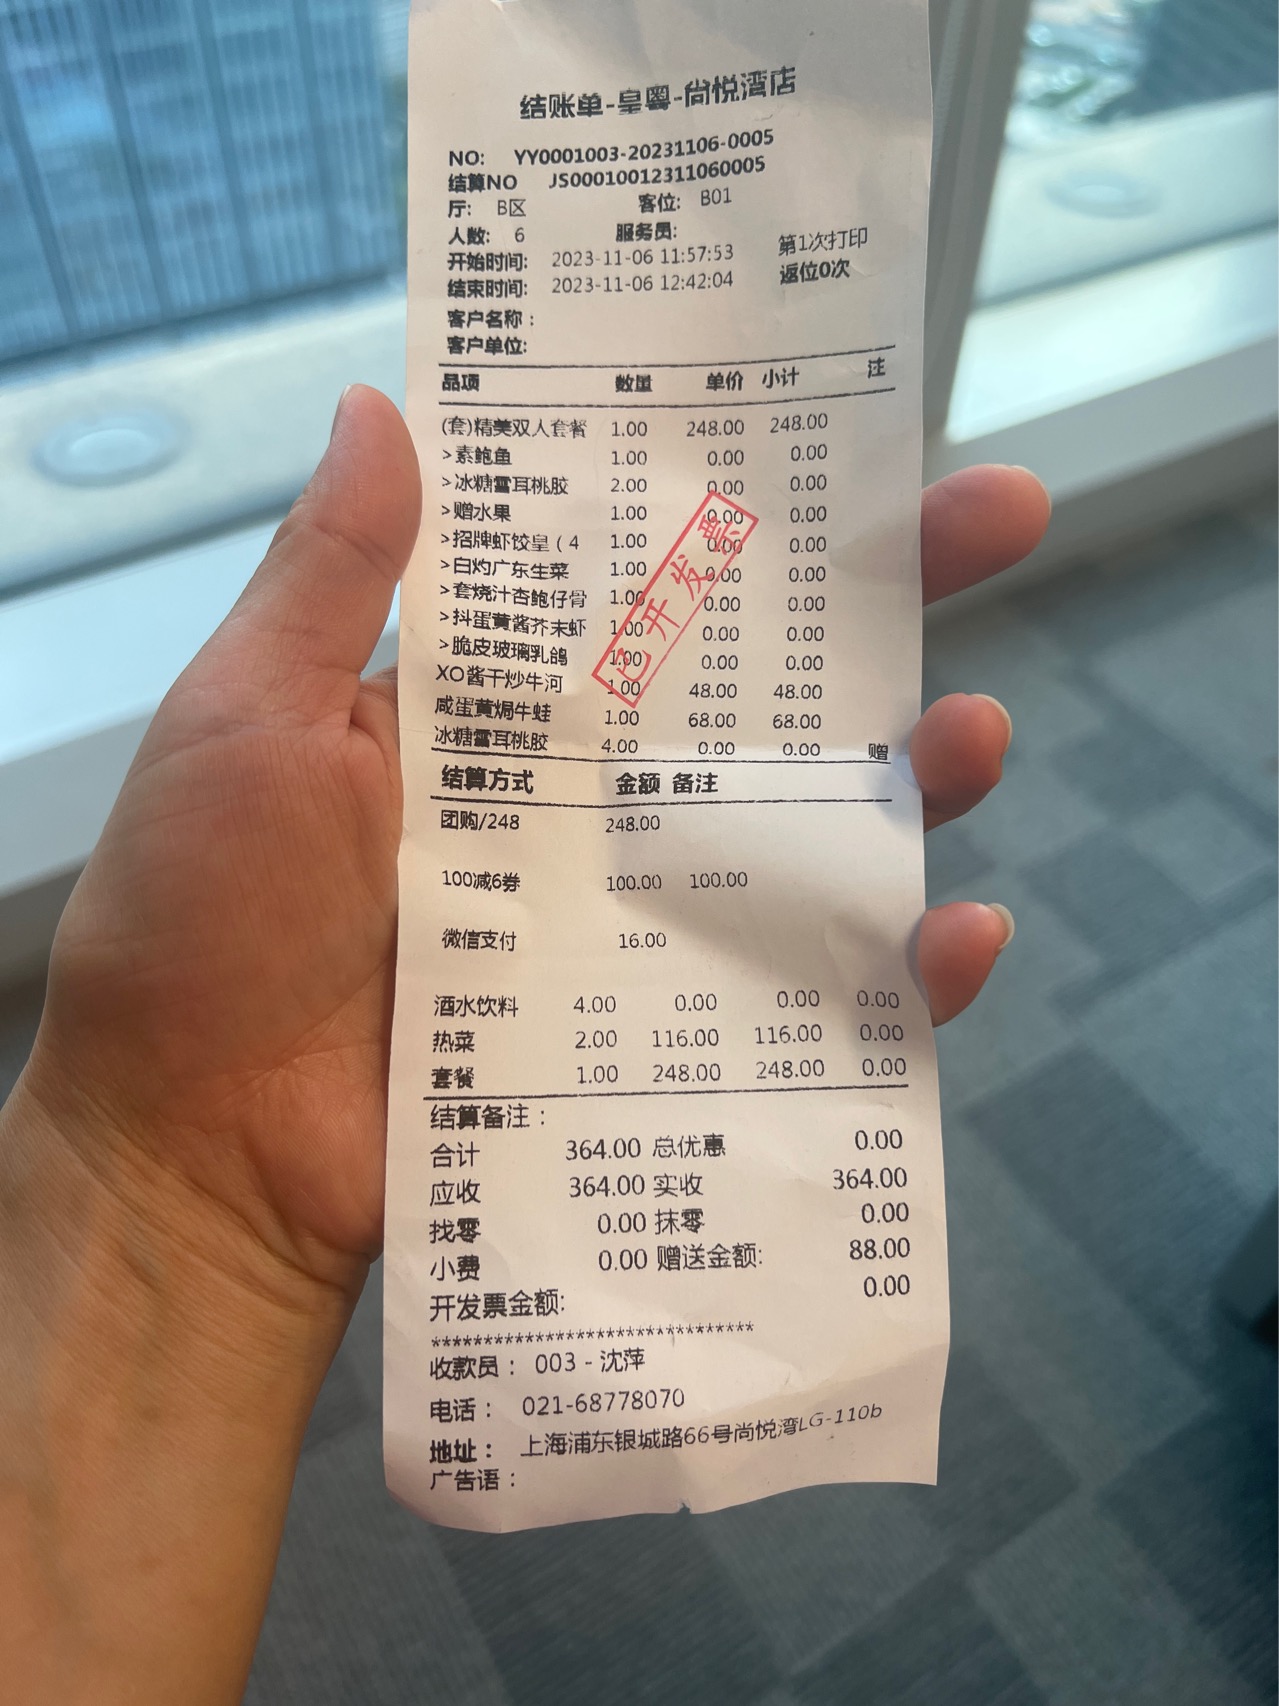 结账单-皇粤-尚悦湾店
NO: YY0001003-20231106-0005
结算NO JS00010012311060005
厅: B区 客位: B01
人数: 6 服务员:
第1次打印
开始时间: 2023-11-06 11:57:53
返位0次
结束时间: 2023-11-06 12:42:04
客户名称：
客户单位:
品项 数量 单价 小计 注
(套)精美双人套餐 1.00 248.00 248.00
>素鲍鱼 1.00 0.00 0.00
>冰糖雪耳桃胶 2.00 0.00 0.00
>赠水果 1.00 0.00 0.00
>招牌虾饺皇（4 1.00 0.00 0.00
>白灼广东生菜 1.00 0.00 0.00
>套烧汁杏鲍仔骨 1.00 0.00 0.00
>抖蛋黄酱芥末虾 1.00 0.00 0.00
>脆皮玻璃乳鸽 1.00 0.00 0.00
XO酱干炒牛河 1.00 48.00 48.00
咸蛋黄焗牛蛙 1.00 68.00 68.00
冰糖雪耳桃胶 4.00 0.00 0.00 赠
已开发票
结算方式 金额 备注
团购/248 248.00
100减6券 100.00 100.00
微信支付 16.00
酒水饮料 4.00 0.00 0.00 0.00
热菜 2.00 116.00 116.00 0.00
套餐 1.00 248.00 248.00 0.00
结算备注：
合计 364.00 总优惠 0.00
应收 364.00 实收 364.00
找零 0.00 抹零 0.00
小费 0.00 赠送金额: 88.00
开发票金额: 0.00
*******************************
收款员： 003 - 沈萍
电话： 021-68778070
地址： 上海浦东银城路66号尚悦湾LG-110b
广告语：